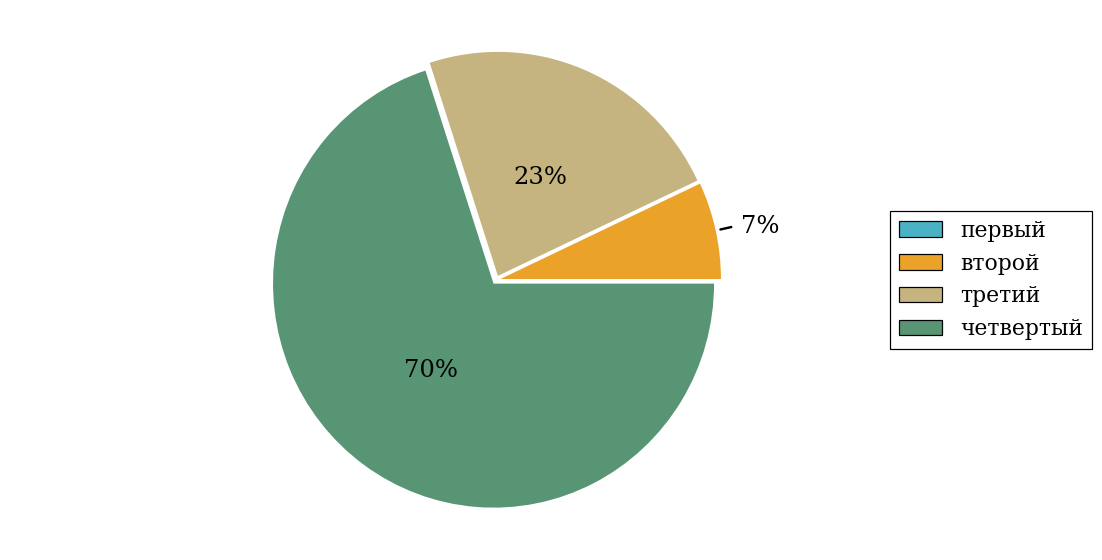 23%
7%
70%
первый
второй
третий
четвертый